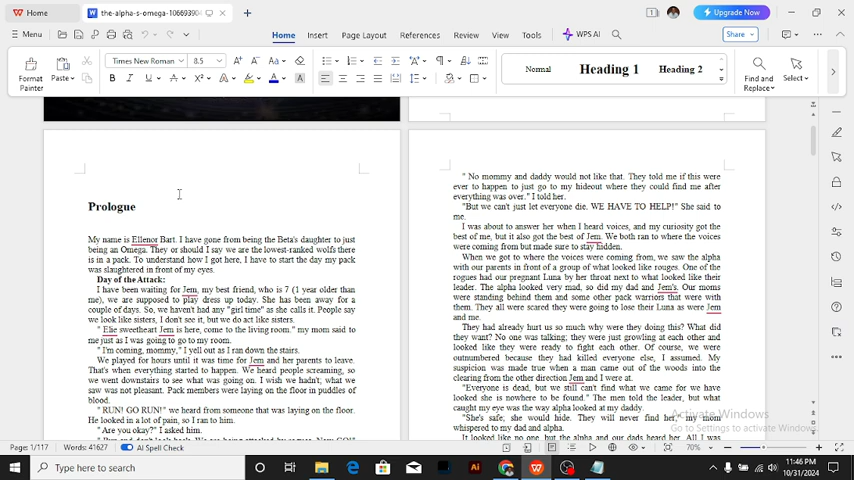 Home
the-alpha-s-omega-106693904
Upgrade Now
Menu
Home
Insert
Page Layout
References
Review
View
Tools
WPS AI
Share
Format Painter
Paste
Times New Roman
8.5
Normal
Heading 1
Heading 2
Find and Replace
Select
Prologue
My name is Ellenor Bart. I have gone from being the Beta's daughter to just
being an Omega. They or should I say we are the lowest-ranked wolfs there
is in a pack. To understand how I got here, I have to start the day my pack
was slaughtered in front of my eyes.
Day of the Attack:
I have been waiting for Jem, my best friend, who is 7 (1 year older than
me), we are supposed to play dress up today. She has been away for a
couple of days. So, we haven't had any "girl time" as she calls it. People say
we look like sisters, I don't see it, but we do act like sisters.
" Elie sweetheart Jem is here, come to the living room." my mom said to
me just as I was going to go to my room.
" I'm coming, mommy," I yell out as I ran down the stairs.
We played for hours until it was time for Jem and her parents to leave.
That's when everything started to happen. We heard people screaming, so
we went downstairs to see what was going on. I wish we hadn't; what we
saw was not pleasant. Pack members were laying on the floor in puddles of
blood.
" RUN! GO RUN!" we heard from someone that was laying on the floor.
He looked in a lot of pain, so I ran to him.
" Are you okay?" I asked him.
" No mommy and daddy would not like that. They told me if this were
ever to happen to just go to my hideout where they could find me after
everything was over." I told her.
"But we can't just let everyone die. WE HAVE TO HELP!" She said to
me.
I was about to answer her when I heard voices, and my curiosity got the
best of me, but it also got the best of Jem. We both ran to where the voices
were coming from but made sure to stay hidden.
When we got to where the voices were coming from, we saw the alpha
with our parents in front of a group of what looked like rouges. One of the
rogues had our pregnant Luna by her throat next to what looked like their
leader. The alpha looked very mad, so did my dad and Jem's. Our moms
were standing behind them and some other pack warriors that were with
them. They all were scared they were going to lose their Luna as were Jem
and me.
They had already hurt us so much why were they doing this? What did
they want? No one was talking; they were just growling at each other and
looked like they were ready to fight each other. Of course, we were
outnumbered because they had killed everyone else, I assumed. My
suspicion was made true when a man came out of the woods into the
clearing from the other direction Jem and I were at.
"Everyone is dead, but we still can't find what we came for we have
looked she is nowhere to be found." The men told the leader, but what
caught my eye was the way alpha looked at my daddy.
"She's safe; she would hide. They will never find her," my mom
whispered to my dad and alpha.
It looked like no one, but the alpha and our dads heard her. All I was
Activate Windows
Go to Settings to activate Windows.
Page: 1/117
Words: 41627
AI Spell Check
70%
Type here to search
11:46 PM
10/31/2024